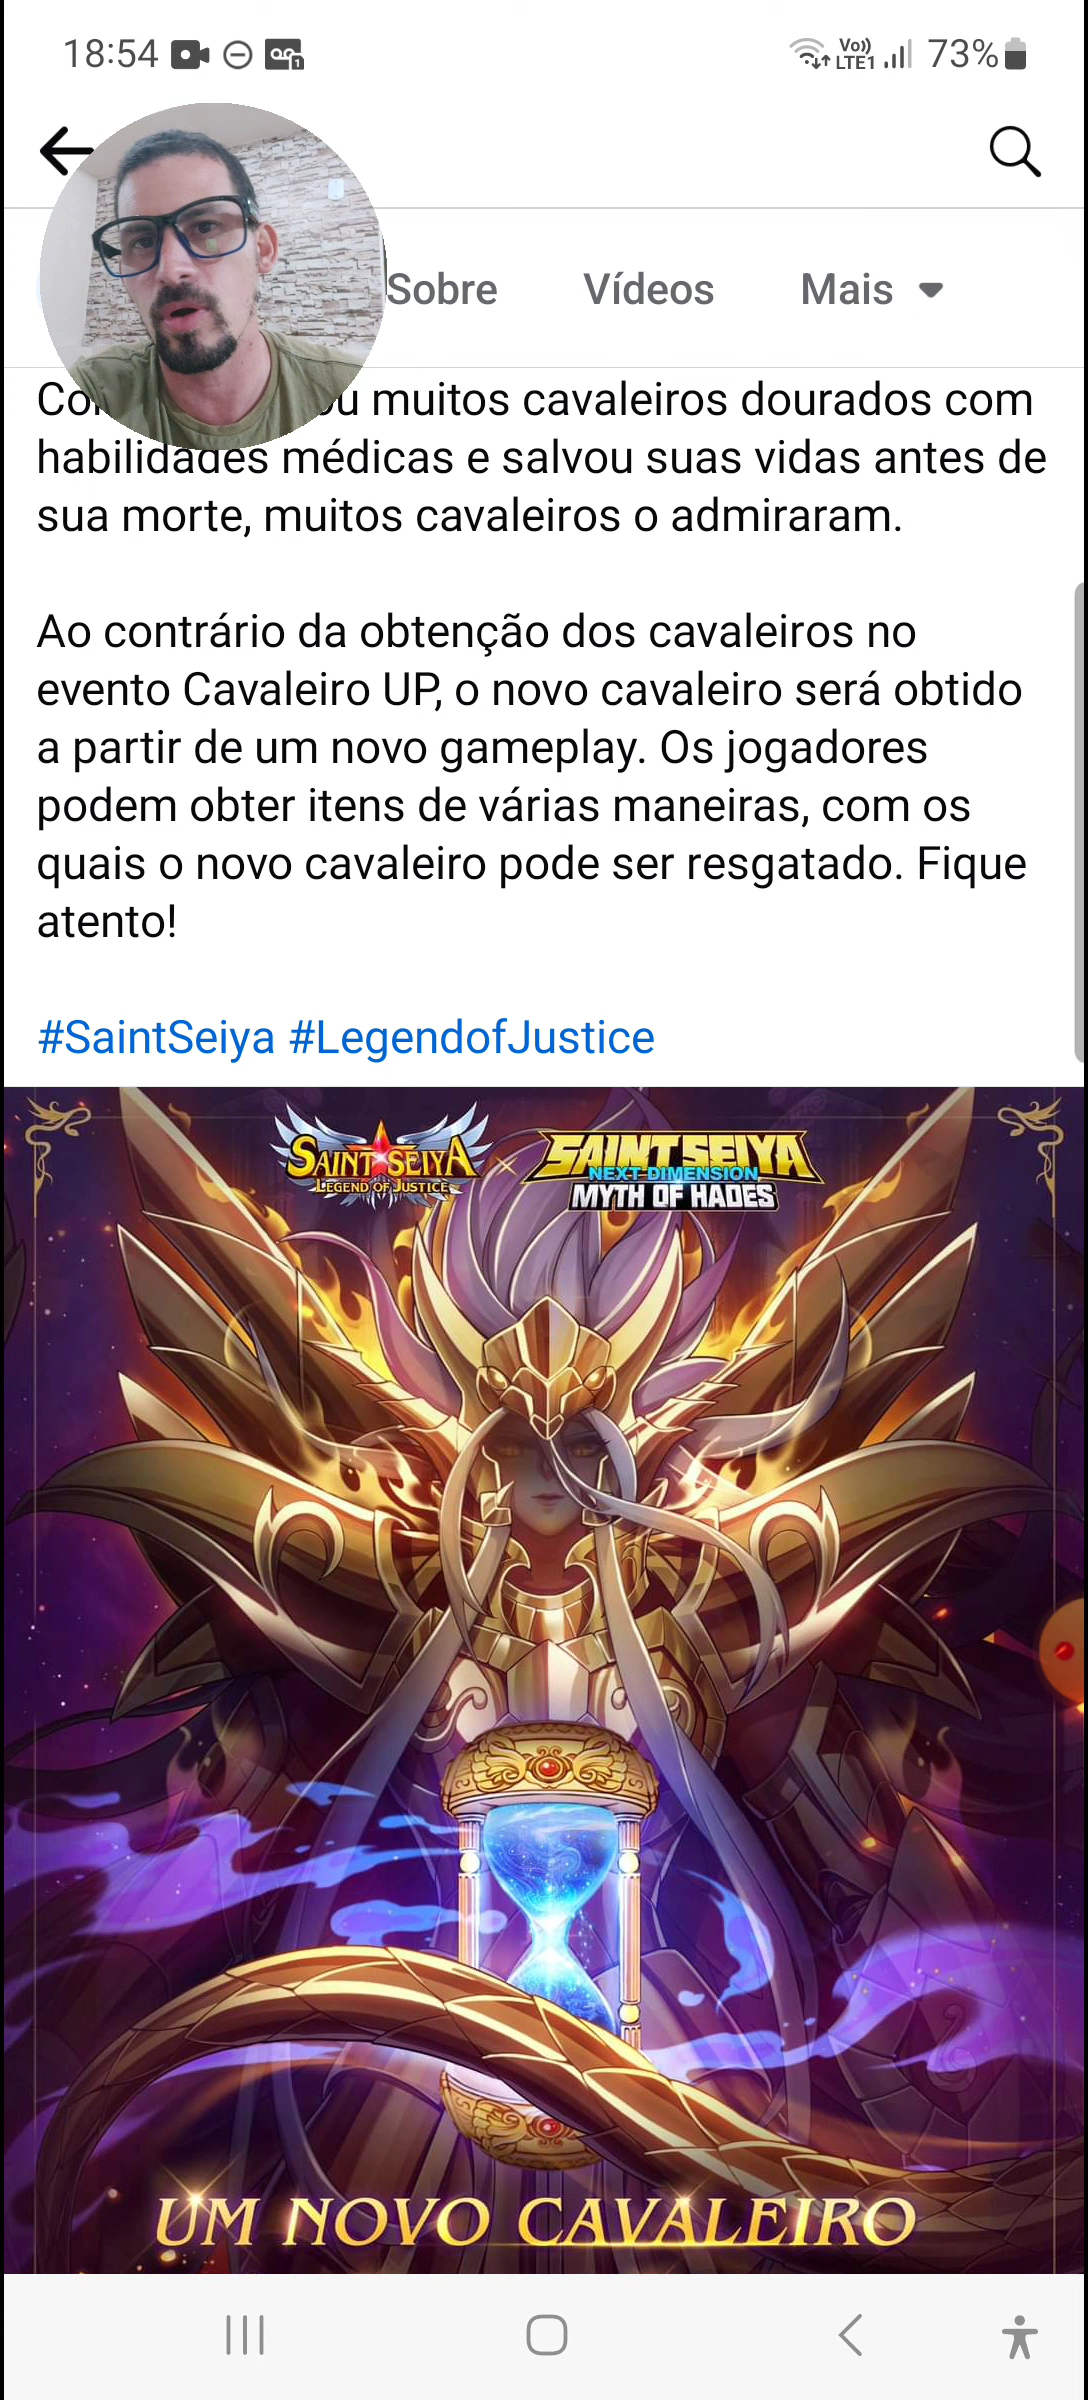 18:54
Vo))
LTE1
73%
Sobre Vídeos Mais
muitos cavaleiros dourados com
habilidades médicas e salvou suas vidas antes de
sua morte, muitos cavaleiros o admiraram.
Ao contrário da obtenção dos cavaleiros no
evento Cavaleiro UP, o novo cavaleiro será obtido
a partir de um novo gameplay. Os jogadores
podem obter itens de várias maneiras, com os
quais o novo cavaleiro pode ser resgatado. Fique
atento!
#SaintSeiya #LegendofJustice
SAINT SEIYA
LEGEND OF JUSTICE
×
SAINT SEIYA
NEXT DIMENSION
MYTH OF HADES
UM NOVO CAVALEIRO